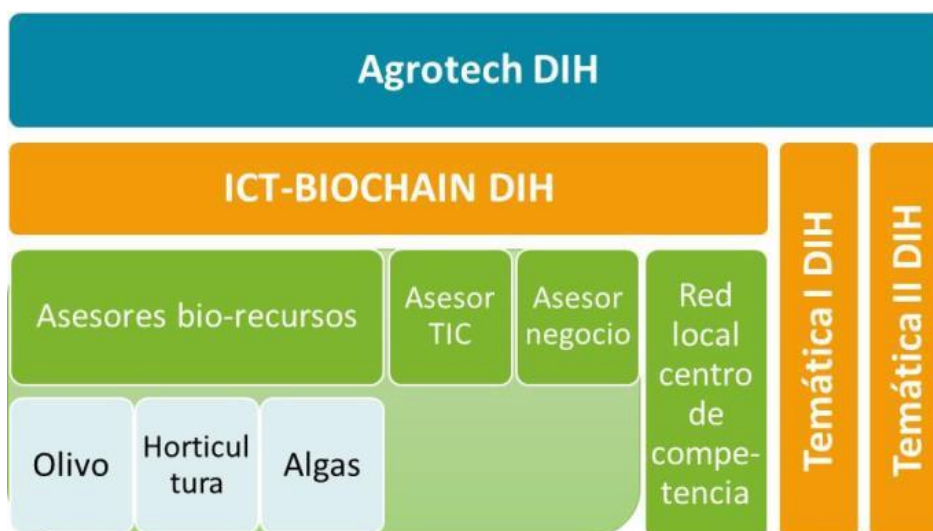 Agrotech DIH
ICT-BIOCHAIN DIH
Temática I DIH
Temática II DIH
Asesores bio-recursos
Asesor
TIC
Asesor
negocio
Red
local
centro
de
compe-
tencia
Olivo
Horticul
tura
Algas